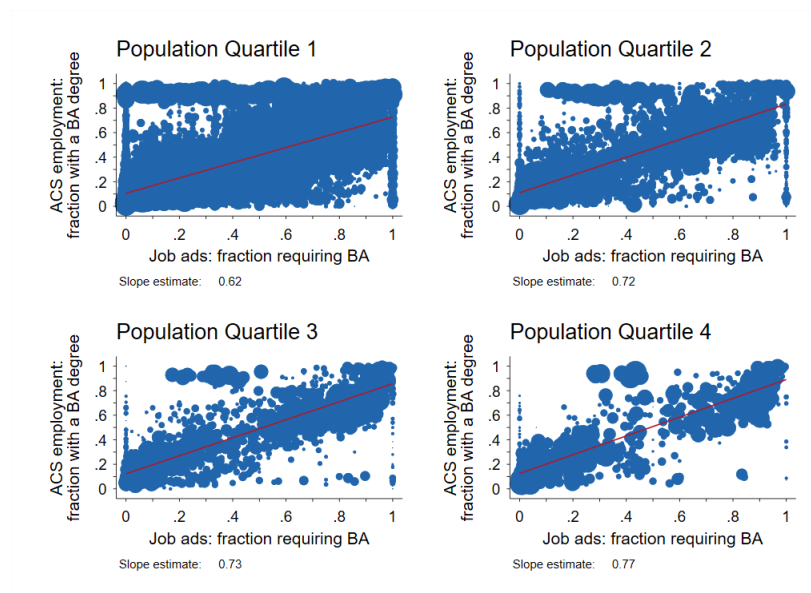 Population Quartile 1
ACS employment:
fraction with a BA degree
1
.8
.6
.4
.2
0
0 .2 .4 .6 .8 1
Job ads: fraction requiring BA
Slope estimate: 0.62
Population Quartile 2
ACS employment:
fraction with a BA degree
1
.8
.6
.4
.2
0
0 .2 .4 .6 .8 1
Job ads: fraction requiring BA
Slope estimate: 0.72
Population Quartile 3
ACS employment:
fraction with a BA degree
1
.8
.6
.4
.2
0
0 .2 .4 .6 .8 1
Job ads: fraction requiring BA
Slope estimate: 0.73
Population Quartile 4
ACS employment:
fraction with a BA degree
1
.8
.6
.4
.2
0
0 .2 .4 .6 .8 1
Job ads: fraction requiring BA
Slope estimate: 0.77